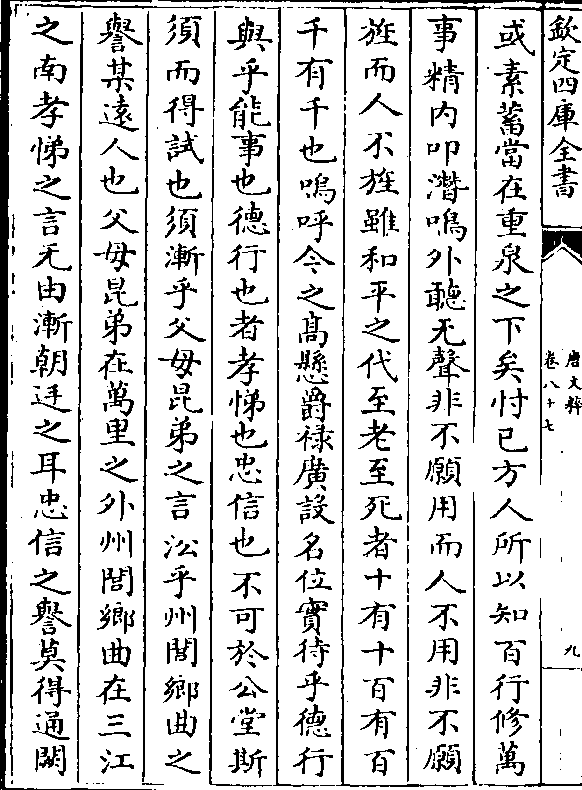 欽定四庫全書
唐文粹
卷八十七
九
或素蓄當在重泉之下矣忖已方人所以知百行修萬
事精内叩潛鳴外聽无聲非不願用而人不用非不願
旌而人不旌雖和平之代至老至死者十有十百有百
千有千也嗚呼今之髙懸爵禄廣設名位實待乎德行
與乎能事也德行也者孝悌也忠信也不可於公堂斯
須而得試也須漸乎父母昆弟之言㳂乎州閭鄉曲之
譽某遠人也父母昆弟在萬里之外州閭鄉曲在三江
之南孝悌之言无由漸朝廷之耳忠信之譽莫得通闕